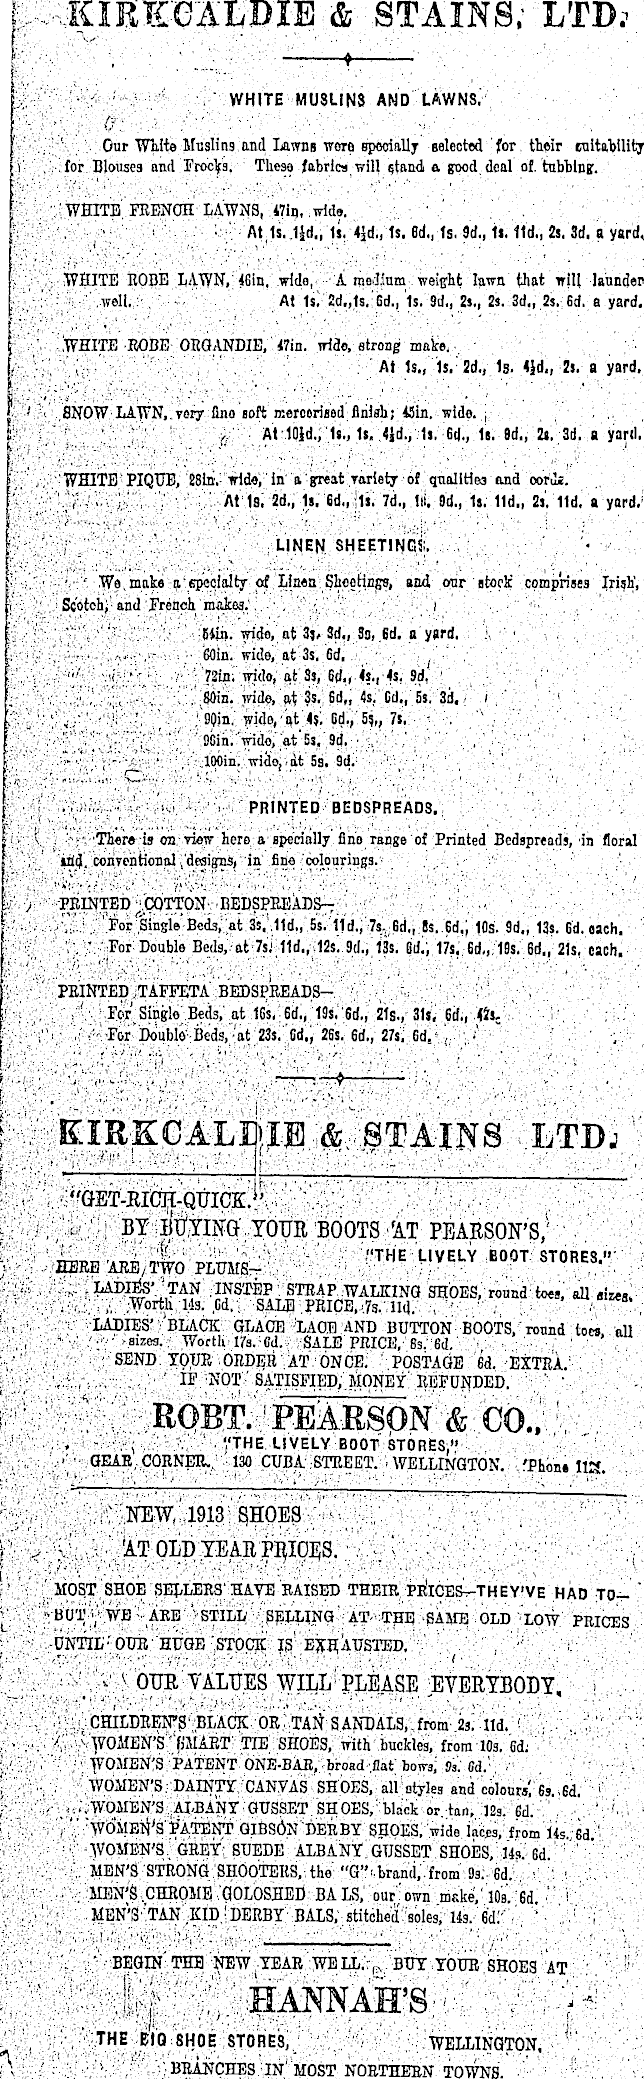 KIRKCALDIE & STAINS, LTD.
WHITE MUSLINS AND LAWNS.
Our White Muslins and Lawns were specially selected for their suitability
for Blouses and Frocks. These fabrics will stand a good deal of tubbing.
WHITE FRENCH LAWNS, 47in. wide.
At 1s. 1½d., 1s. 4½d., 1s. 6d., 1s. 9d., 1s. 11d., 2s. 3d. a yard.
WHITE ROBE LAWN, 46in. wide. A medium weight lawn that will launder
well. At 1s. 2d., 1s. 6d., 1s. 9d., 2s., 2s. 3d., 2s. 6d. a yard.
WHITE ROBE ORGANDIE, 47in. wide, strong make.
At 1s., 1s. 2d., 1s. 4½d., 2s. a yard.
SNOW LAWN, very fine soft mercerised finish; 45in. wide.
At 10½d., 1s., 1s. 4½d., 1s. 6d., 1s. 9d., 2s. 3d. a yard.
WHITE PIQUE, 28in. wide, in a great variety of qualities and cords.
At 1s. 2d., 1s. 6d., 1s. 7d., 1s. 9d., 1s. 11d., 2s. 11d. a yard.
LINEN SHEETINGS.
We make a specialty of Linen Sheetings, and our stock comprises Irish,
Scotch, and French makes.
54in. wide, at 3s. 3d., 3s. 6d. a yard.
60in. wide, at 3s. 6d.
72in. wide, at 3s. 6d., 4s., 4s. 9d.
80in. wide, at 3s. 6d., 4s. 6d., 5s. 3d.
90in. wide, at 4s. 6d., 5s., 7s.
96in. wide, at 5s. 9d.
100in. wide, at 5s. 9d.
PRINTED BEDSPREADS.
There is on view here a specially fine range of Printed Bedspreads, in floral
and conventional designs, in fine colourings.
PRINTED COTTON BEDSPREADS—
For Single Beds, at 3s. 11d., 5s. 11d., 7s. 6d., 8s. 6d., 10s. 9d., 13s. 6d. each.
For Double Beds, at 7s. 11d., 12s. 9d., 13s. 6d., 17s. 6d., 19s. 6d., 21s. each.
PRINTED TAFFETA BEDSPREADS—
For Single Beds, at 16s. 6d., 19s. 6d., 21s., 31s. 6d., 42s.
For Double Beds, at 23s. 6d., 26s. 6d., 27s. 6d.
KIRKCALDIE & STAINS LTD.
"GET-RICH-QUICK."
BY BUYING YOUR BOOTS AT PEARSON'S,
"THE LIVELY BOOT STORES."
HERE ARE TWO PLUMS—
LADIES' TAN INSTEP STRAP WALKING SHOES, round toes, all sizes.
Worth 14s. 6d. SALE PRICE, 7s. 11d.
LADIES' BLACK GLACE LACE AND BUTTON BOOTS, round toes, all
sizes. Worth 17s. 6d. SALE PRICE, 8s. 6d.
SEND YOUR ORDER AT ONCE. POSTAGE 6d. EXTRA.
IF NOT SATISFIED, MONEY REFUNDED.
ROBT. PEARSON & CO.,
"THE LIVELY BOOT STORES,"
GEAR CORNER. 130 CUBA STREET. WELLINGTON. 'Phone
NEW 1913 SHOES
AT OLD YEAR PRICES.
MOST SHOE SELLERS HAVE RAISED THEIR PRICES—THEY'VE HAD TO—
BUT WE ARE STILL SELLING AT THE SAME OLD LOW PRICES
UNTIL OUR HUGE STOCK IS EXHAUSTED.
OUR VALUES WILL PLEASE EVERYBODY.
CHILDREN'S BLACK OR TAN SANDALS, from 2s. 11d.
WOMEN'S SMART TIE SHOES, with buckles, from 10s. 6d.
WOMEN'S PATENT ONE-BAR, broad flat bows, 9s. 6d.
WOMEN'S DAINTY CANVAS SHOES, all styles and colours, 6s. 6d.
WOMEN'S ALBANY GUSSET SHOES, black or tan, 12s. 6d.
WOMEN'S PATENT GIBSON DERBY SHOES, wide laces, from 14s. 6d.
WOMEN'S GREY SUEDE ALBANY GUSSET SHOES, 14s. 6d.
MEN'S STRONG SHOOTERS, the "G" brand, from 9s. 6d.
MEN'S CHROME GOLOSHED BALS, our own make, 10s. 6d.
MEN'S TAN KID DERBY BALS, stitched soles, 14s. 6d.
BEGIN THE NEW YEAR WELL. BUY YOUR SHOES AT
HANNAH'S
THE BIG SHOE STORES, WELLINGTON.
BRANCHES IN MOST NORTHERN TOWNS.